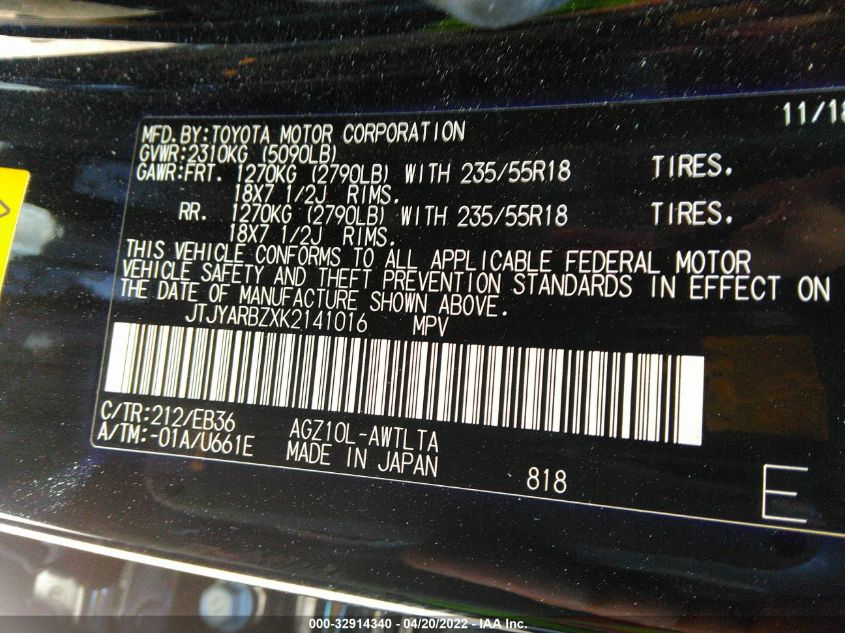 11/18
MFD.BY:TOYOTA MOTOR CORPORATION
GVWR:2310KG (5090LB)
GAWR:FRT. 1270KG (2790LB) WITH 235/55R18 TIRES.
18X7 1/2J RIMS.
RR. 1270KG (2790LB) WITH 235/55R18 TIRES.
18X7 1/2J RIMS.
THIS VEHICLE CONFORMS TO ALL APPLICABLE FEDERAL MOTOR
VEHICLE SAFETY AND THEFT PREVENTION STANDARDS IN EFFECT ON
THE DATE OF MANUFACTURE SHOWN ABOVE.
JTJYARBZXK2141016 MPV
C/TR:212/EB36 AGZ10L-AWTLTA
A/TM:-01A/U661E MADE IN JAPAN 818
E
000-32914340 - 04/20/2022 - IAA Inc.